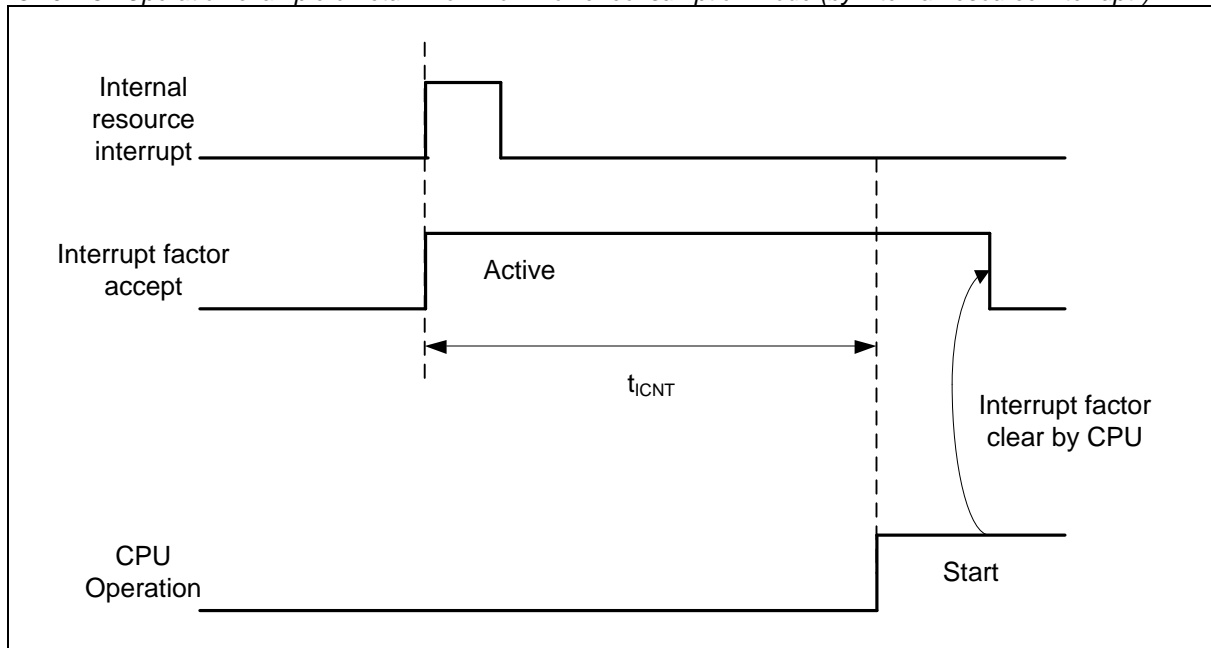 Internal
resource
interrupt
Interrupt factor
accept
Active
tICNT
Interrupt factor
clear by CPU
CPU
Operation
Start